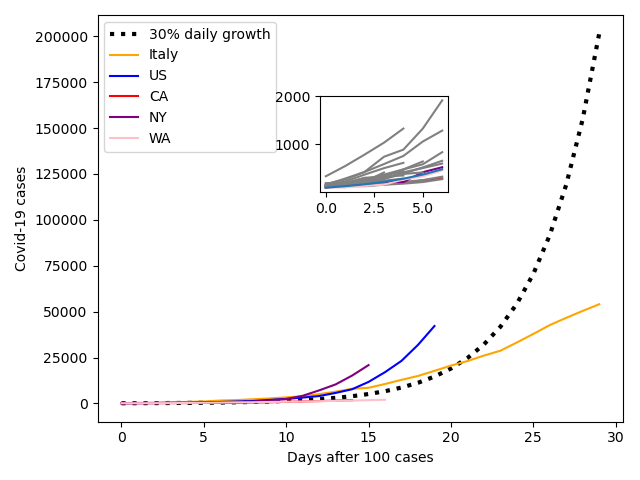 30% daily growth
Italy
US
CA
NY
WA
2000
1000
0.0 2.5 5.0
200000
175000
150000
125000
100000
75000
50000
25000
0
Covid-19 cases
0 5 10 15 20 25 30
Days after 100 cases